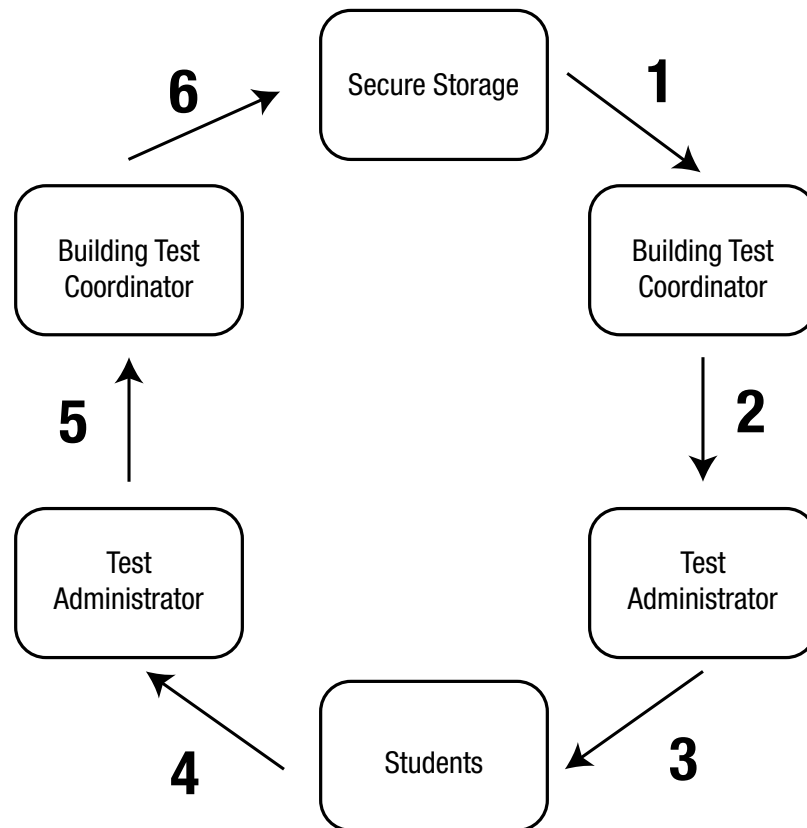 Secure Storage
1
Building Test
Coordinator
2
Test
Administrator
3
Students
4
Test
Administrator
5
Building Test
Coordinator
6